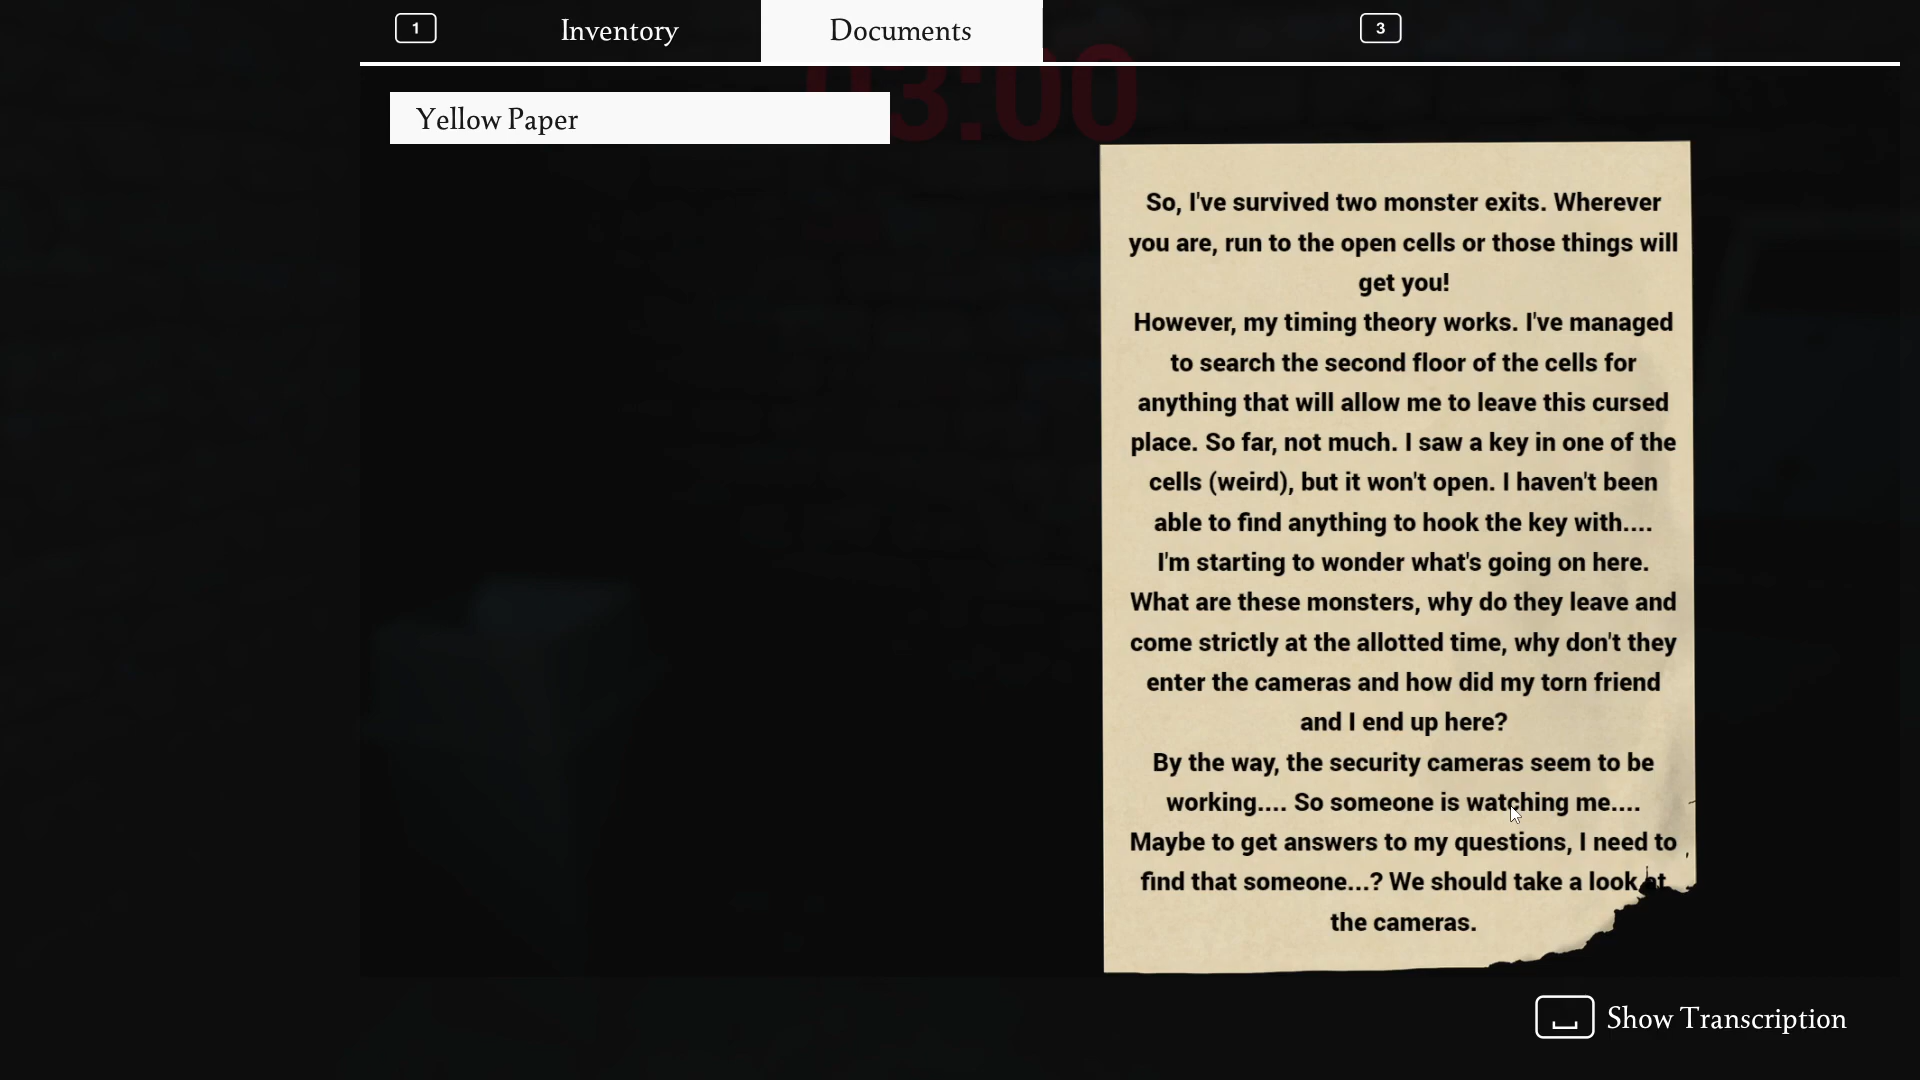 1
Inventory
Documents
3
03:00
Yellow Paper
So, I've survived two monster exits. Wherever
you are, run to the open cells or those things will
get you!
However, my timing theory works. I've managed
to search the second floor of the cells for
anything that will allow me to leave this cursed
place. So far, not much. I saw a key in one of the
cells (weird), but it won't open. I haven't been
able to find anything to hook the key with....
I'm starting to wonder what's going on here.
What are these monsters, why do they leave and
come strictly at the allotted time, why don't they
enter the cameras and how did my torn friend
and I end up here?
By the way, the security cameras seem to be
working.... So someone is watching me....
Maybe to get answers to my questions, I need to
find that someone...? We should take a look at
the cameras.
Show Transcription